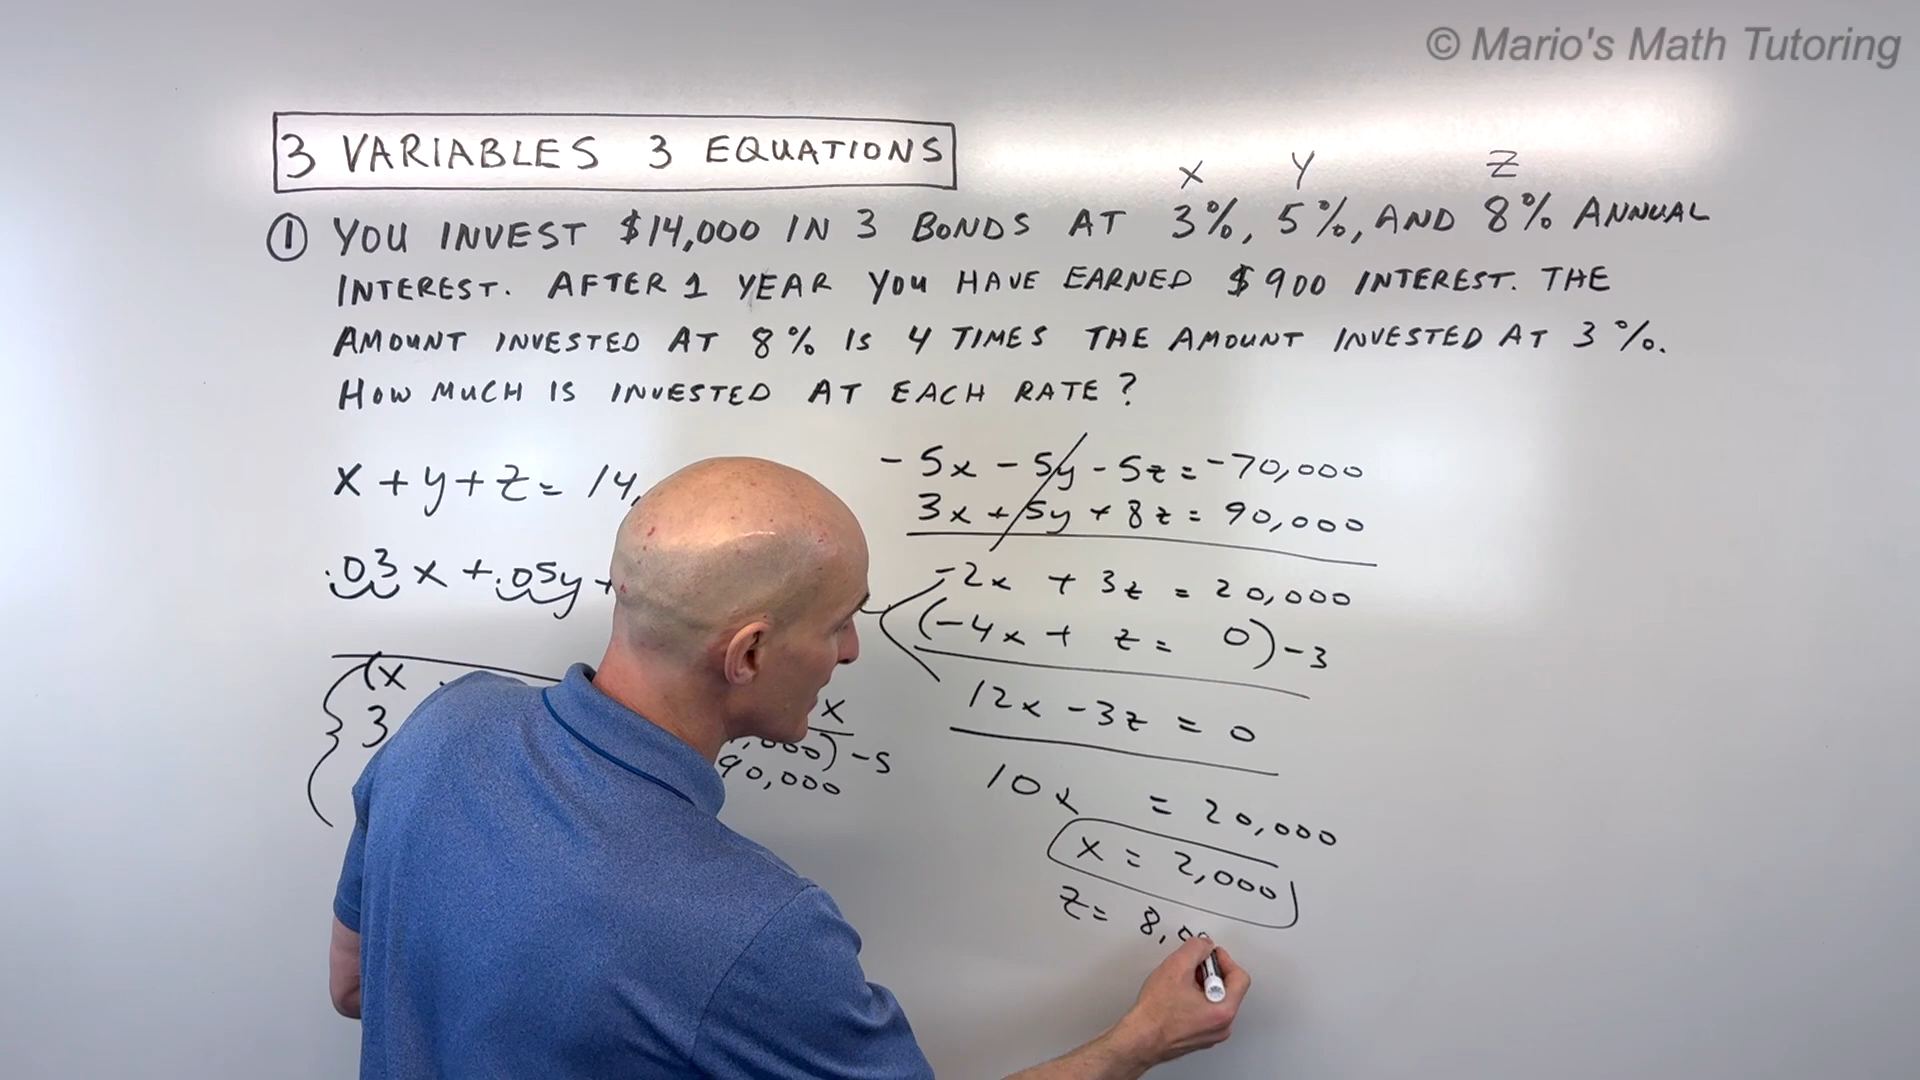 © Mario's Math Tutoring
3 VARIABLES 3 EQUATIONS
X Y Z
① YOU INVEST $14,000 IN 3 BONDS AT 3%, 5%, AND 8% ANNUAL
INTEREST. AFTER 1 YEAR YOU HAVE EARNED $900 INTEREST. THE
AMOUNT INVESTED AT 8% IS 4 TIMES THE AMOUNT INVESTED AT 3%.
HOW MUCH IS INVESTED AT EACH RATE?
x + y + z = 14,
.03x + .05y +
(x
3
x
,000) -5
90,000
-5x - 5y - 5z = -70,000
3x + 5y + 8z = 90,000
-2x + 3z = 20,000
(-4x + z = 0) -3
12x - 3z = 0
10x = 20,000
x = 2,000
z = 8,0